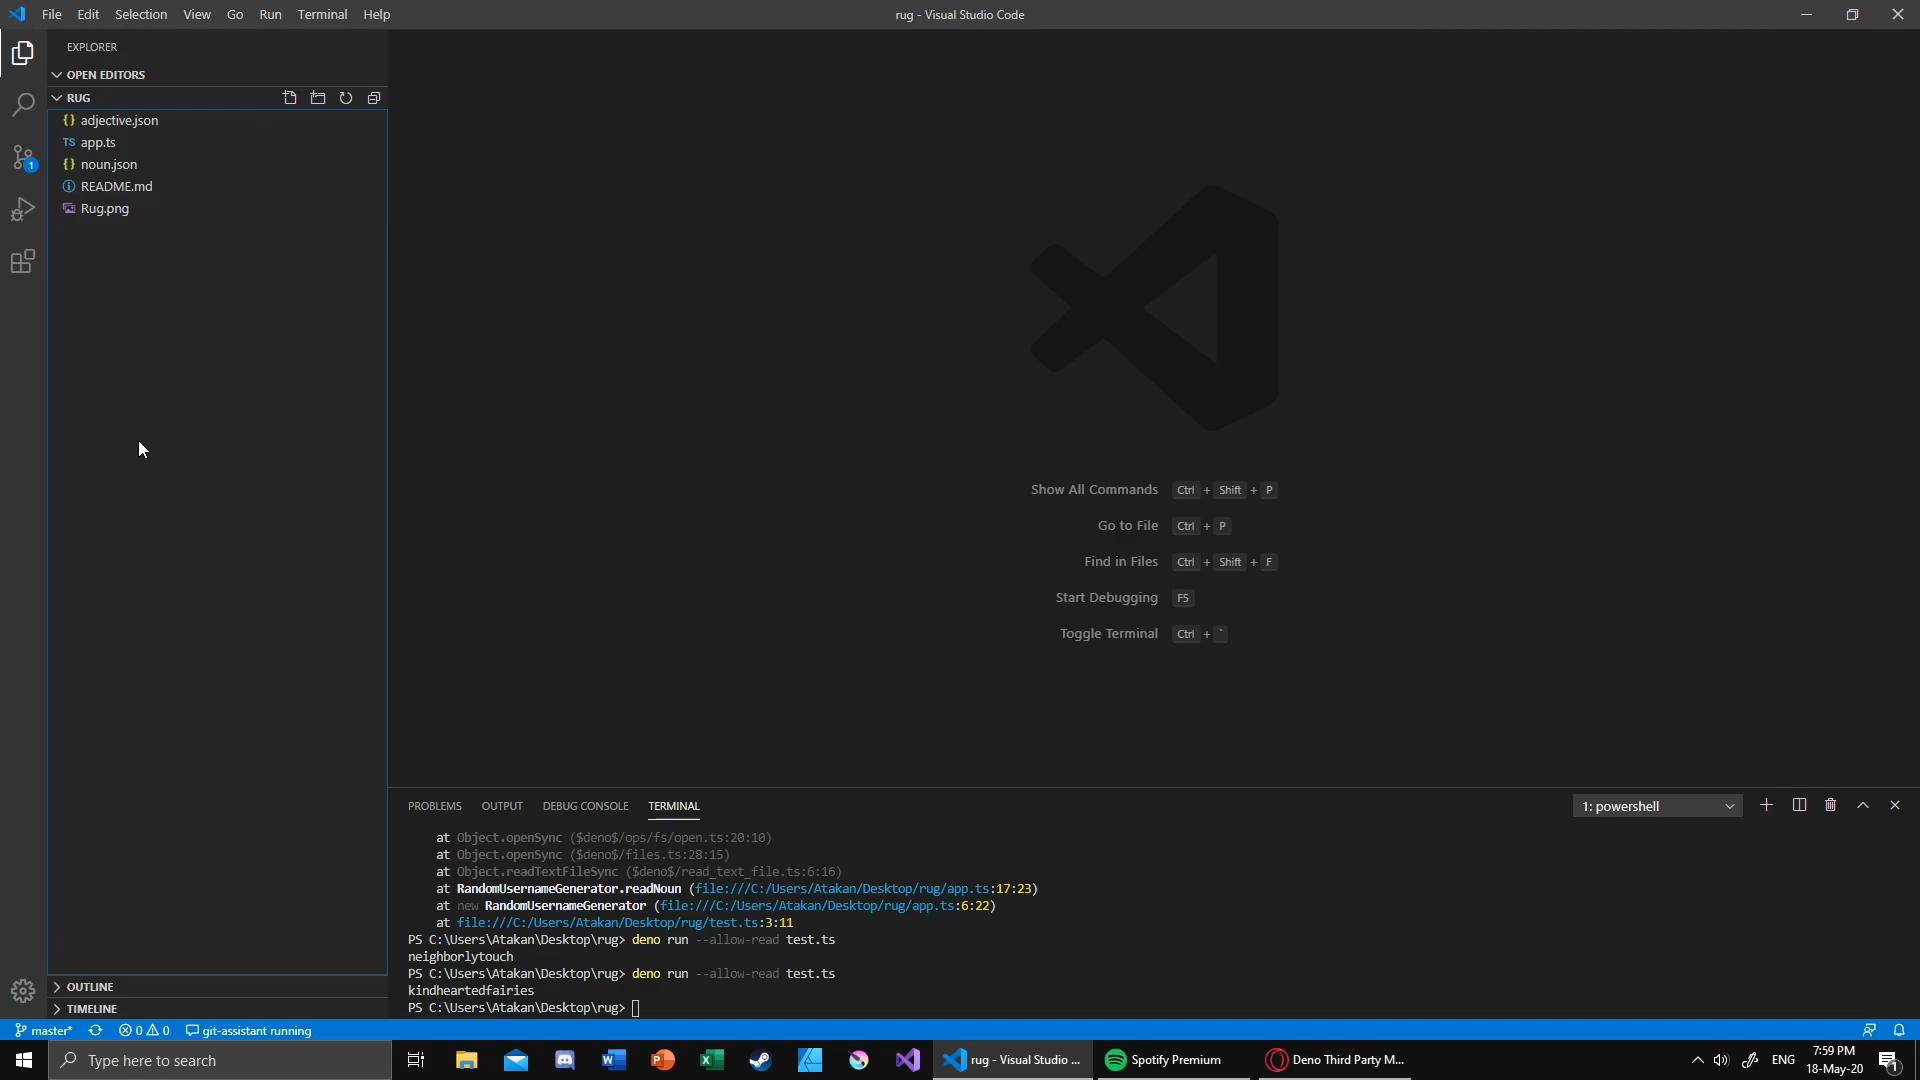 File Edit Selection View Go Run Terminal Help
rug - Visual Studio Code
EXPLORER
OPEN EDITORS
RUG
{} adjective.json
TS app.ts
{} noun.json
README.md
Rug.png
OUTLINE
TIMELINE
Show All Commands Ctrl + Shift + P
Go to File Ctrl + P
Find in Files Ctrl + Shift + F
Start Debugging F5
Toggle Terminal Ctrl + `
PROBLEMS OUTPUT DEBUG CONSOLE TERMINAL
1: powershell
at Object.openSync ($deno$/ops/fs/open.ts:20:10)
at Object.openSync ($deno$/files.ts:28:15)
at Object.readTextFileSync ($deno$/read_text_file.ts:6:16)
at RandomUsernameGenerator.readNoun (file:///C:/Users/Atakan/Desktop/rug/app.ts:17:23)
at new RandomUsernameGenerator (file:///C:/Users/Atakan/Desktop/rug/app.ts:6:22)
at file:///C:/Users/Atakan/Desktop/rug/test.ts:3:11
PS C:\Users\Atakan\Desktop\rug> deno run --allow-read test.ts
neighborlytouch
PS C:\Users\Atakan\Desktop\rug> deno run --allow-read test.ts
kindheartedfairies
PS C:\Users\Atakan\Desktop\rug>
1
master* 0 0 git-assistant running
Type here to search
rug - Visual Studio ...
Spotify Premium
Deno Third Party M...
ENG
7:59 PM
18-May-20
1